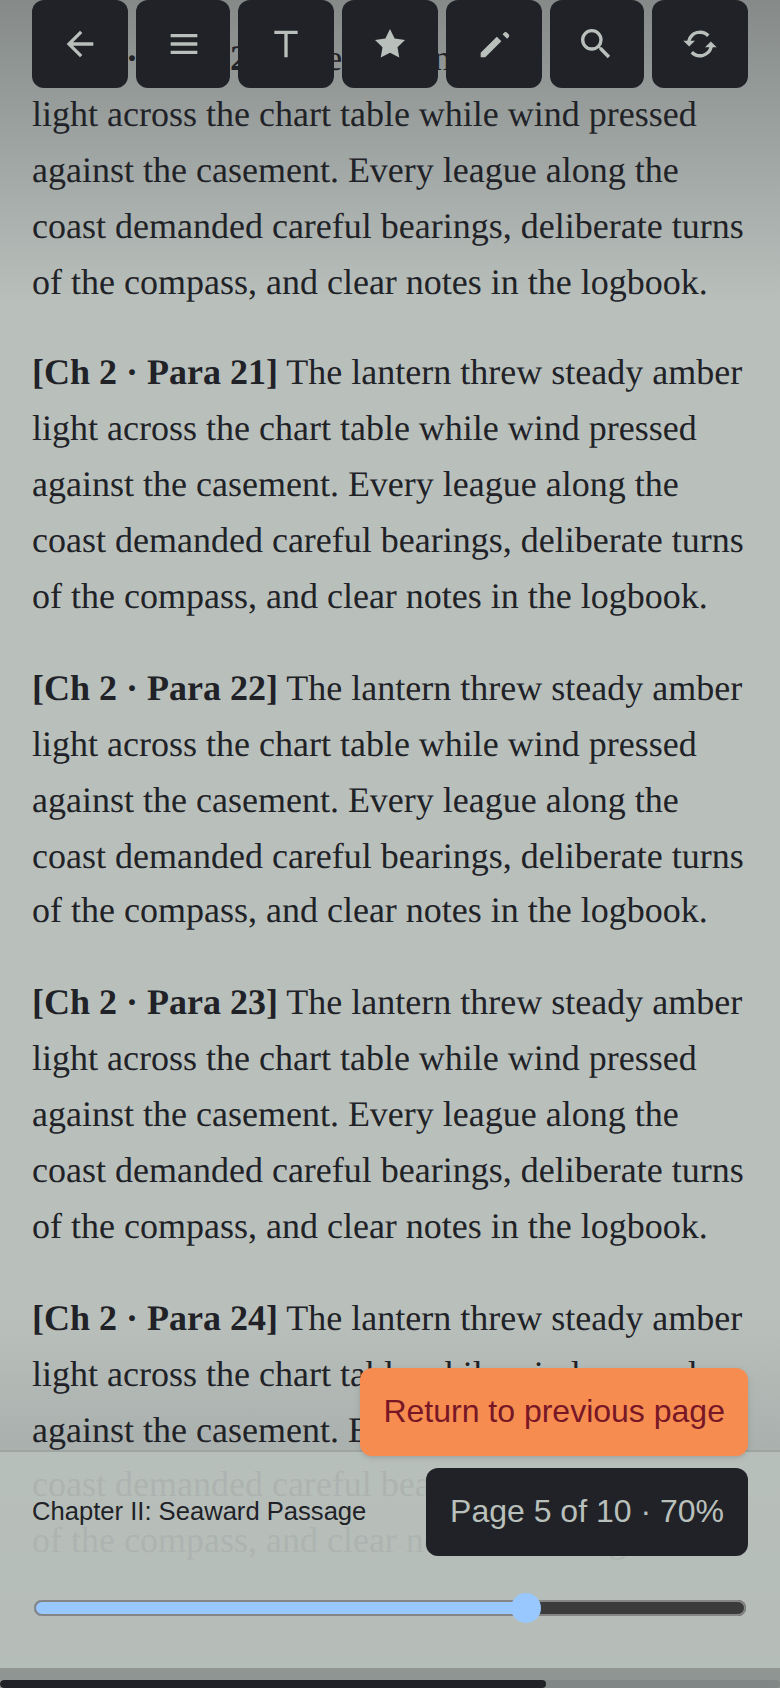 light across the chart table while wind pressed
against the casement. Every league along the
coast demanded careful bearings, deliberate turns
of the compass, and clear notes in the logbook.
[Ch 2 · Para 21] The lantern threw steady amber
light across the chart table while wind pressed
against the casement. Every league along the
coast demanded careful bearings, deliberate turns
of the compass, and clear notes in the logbook.
[Ch 2 · Para 22] The lantern threw steady amber
light across the chart table while wind pressed
against the casement. Every league along the
coast demanded careful bearings, deliberate turns
of the compass, and clear notes in the logbook.
[Ch 2 · Para 23] The lantern threw steady amber
light across the chart table while wind pressed
against the casement. Every league along the
coast demanded careful bearings, deliberate turns
of the compass, and clear notes in the logbook.
[Ch 2 · Para 24] The lantern threw steady amber
light across the chart
against the casement.
Return to previous page
coast demanded careful
Chapter II: Seaward Passage
Page 5 of 10 · 70%
of the compass, and clear